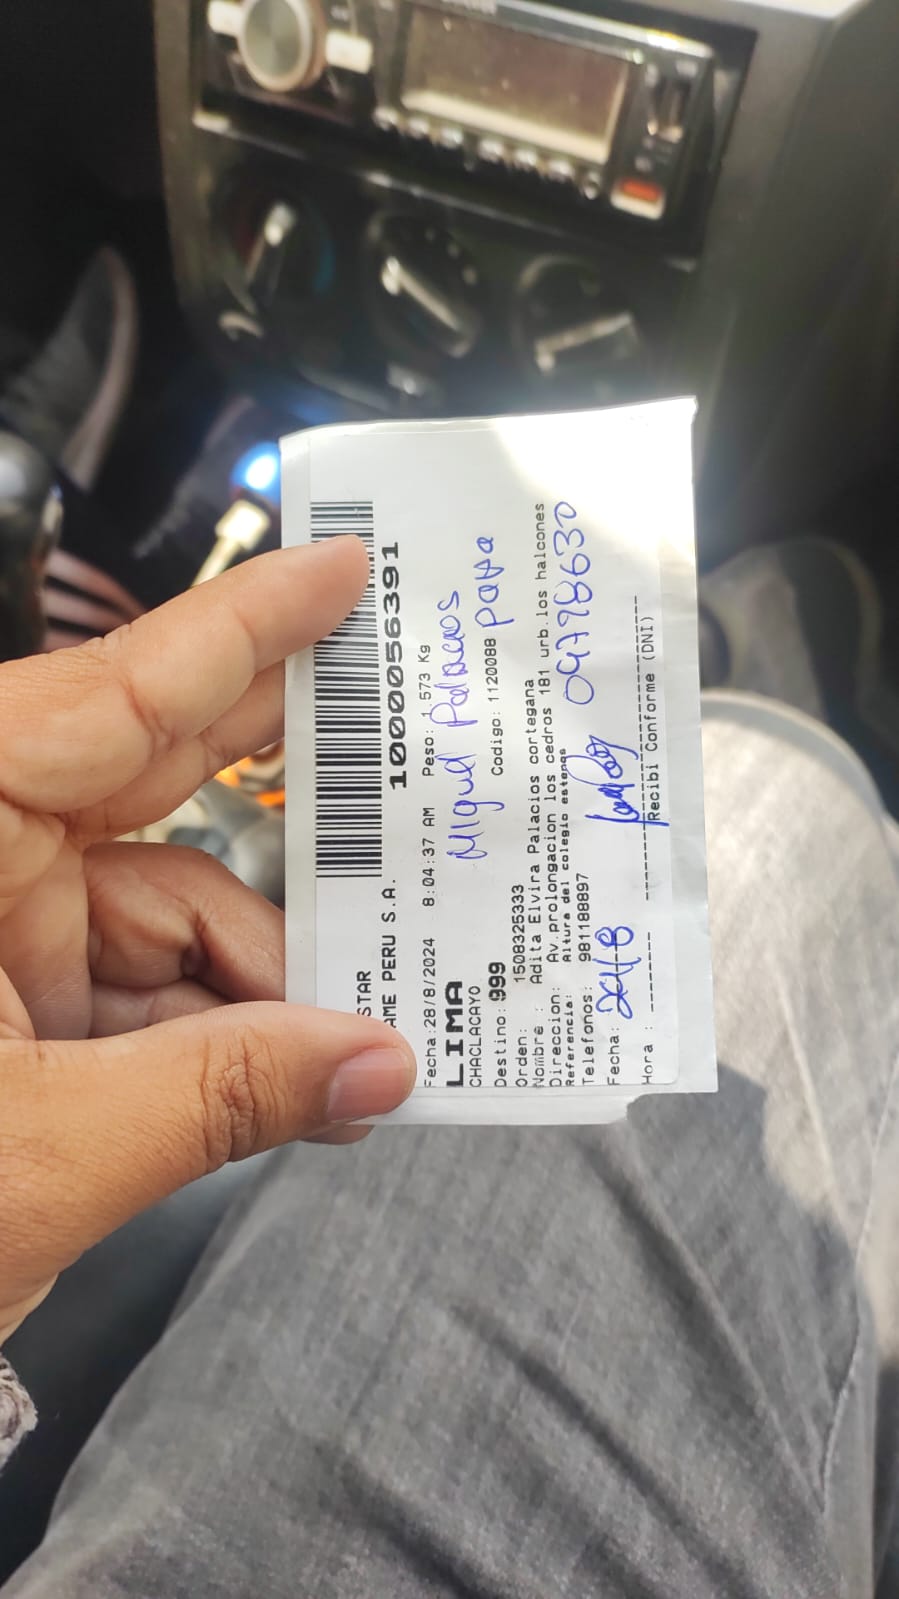 1000056391
STAR
AME PERU S.A.
Fecha:28/8/2024 8:04:37 AM Peso: 1.573 Kg
LIMA
CHACLACAYO
Miguel Palacios
Destino: 999 Codigo: 1120088
Orden: 1508325333
Nombre : Adita Elvira Palacios cortegana
Direccion: Av.prolongacion los cedros 181 urb.los halcones
Referencia: Altura del colegio estena
Telefonos: 981188897
09798630
Fecha:
Hora : Recibi Conforme (DNI)